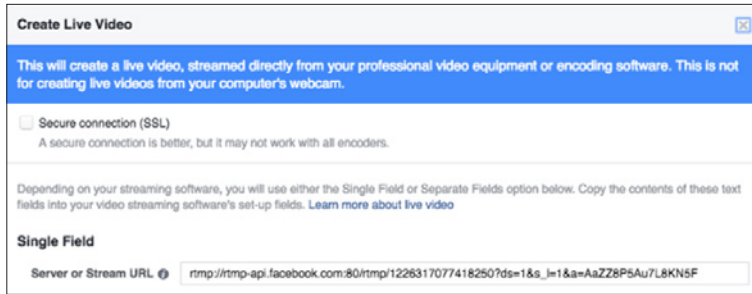 Create Live Video
This will create a live video, streamed directly from your professional video equipment or encoding software. This is not
for creating live videos from your computer's webcam.
Secure connection (SSL)
A secure connection is better, but it may not work with all encoders.
Depending on your streaming software, you will use either the Single Field or Separate Fields option below. Copy the contents of these text
fields into your video streaming software's set-up fields. Learn more about live video
Single Field
Server or Stream URL rtmp://rtmp-api.facebook.com:80/rtmp/1226317077418250?ds=1&s_l=1&a=AaZZ8P5Au7L8KN5F